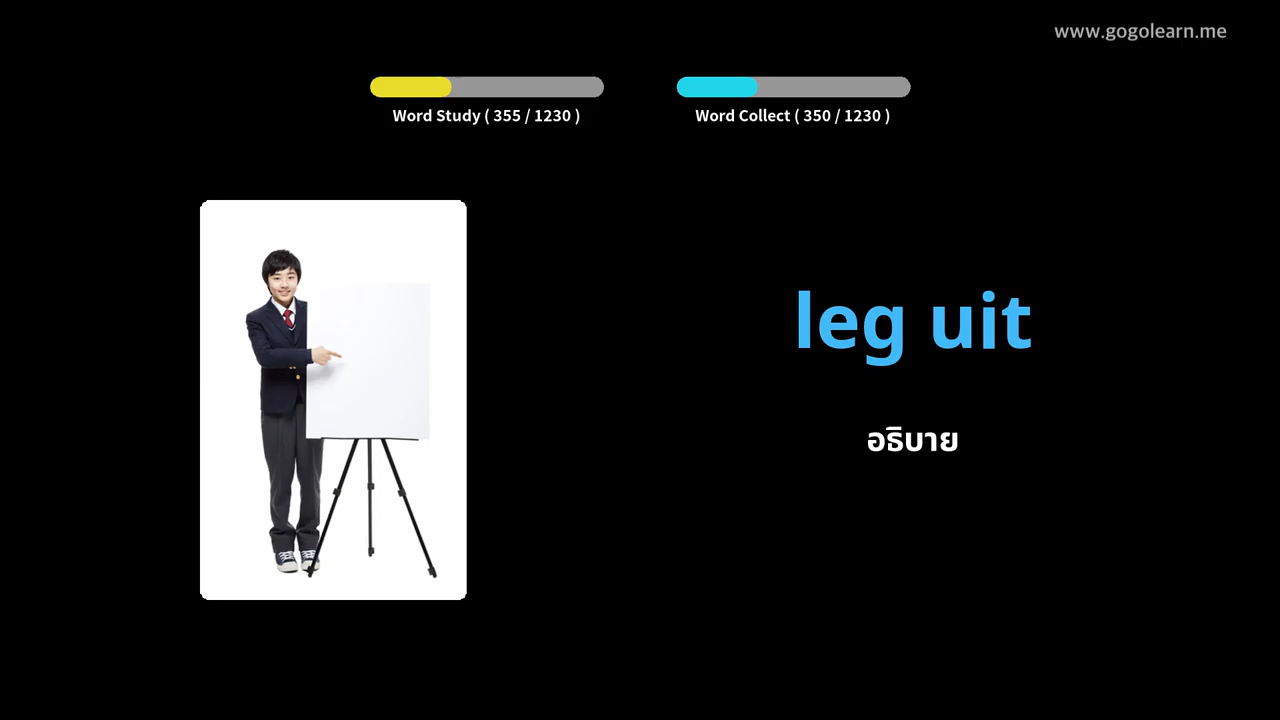 www.gogolearn.me
Word Study ( 355 / 1230 )
Word Collect ( 350 / 1230 )
leg uit
อธิบาย